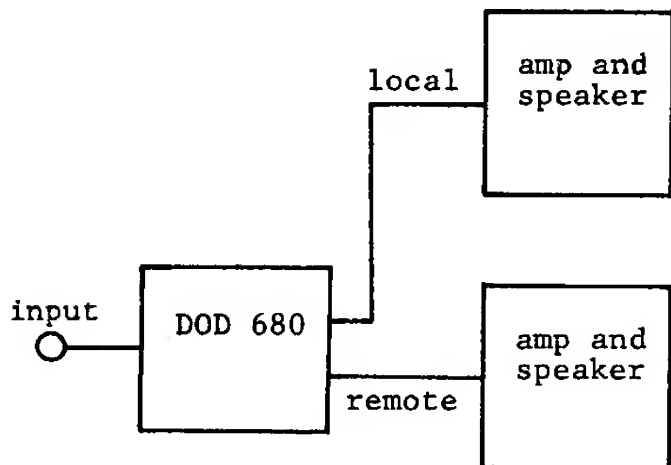 local
amp and
speaker
input
DOD 680
remote
amp and
speaker